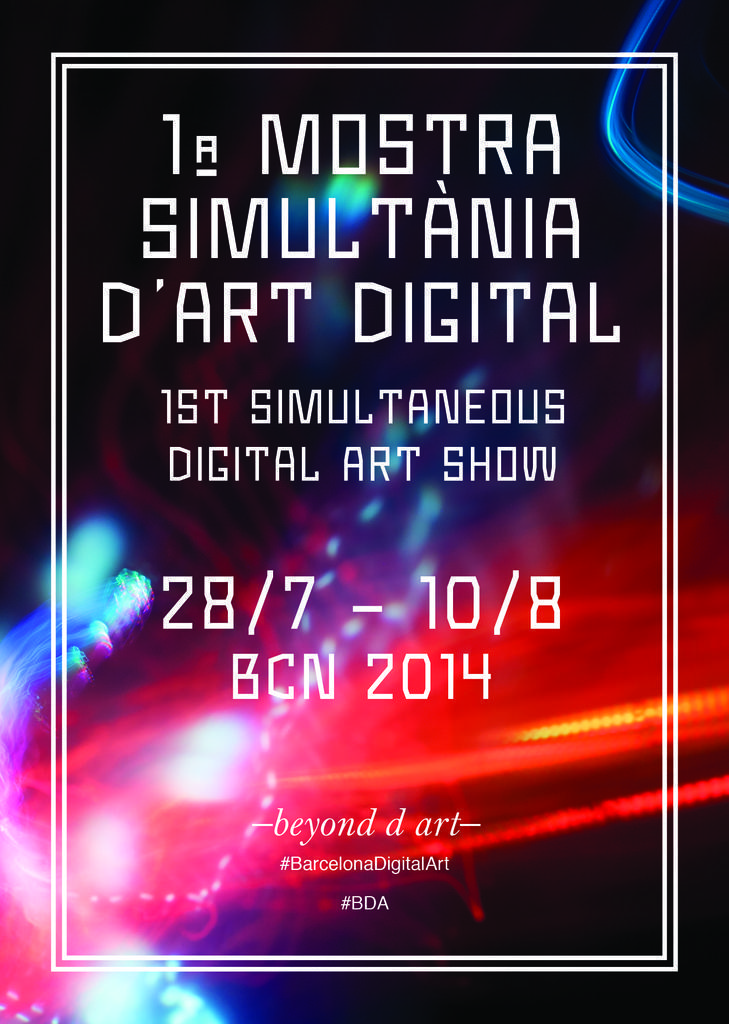 1ª MOSTRA
SIMULTÀNIA
D'ART DIGITAL
1ST SIMULTANEOUS
DIGITAL ART SHOW
28/7 – 10/8
BCN 2014
–beyond d art–
#BarcelonaDigitalArt
#BDA